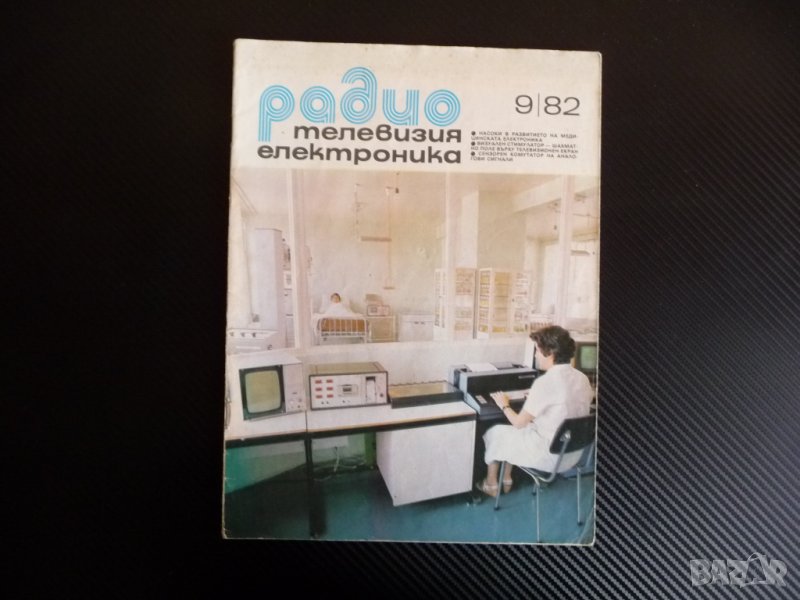 радио
телевизия
електроника
9|82
● НАСОКИ В РАЗВИТИЕТО НА МЕДИ-
ЦИНСКАТА ЕЛЕКТРОНИКА
● ВИЗУАЛЕН СТИМУЛАТОР — ШАХМАТ-
НО ПОЛЕ ВЪРХУ ТЕЛЕВИЗИОНЕН ЕКРАН
● СЕНЗОРЕН КОМУТАТОР НА АНАЛО-
ГОВИ СИГНАЛИ
BAZAR